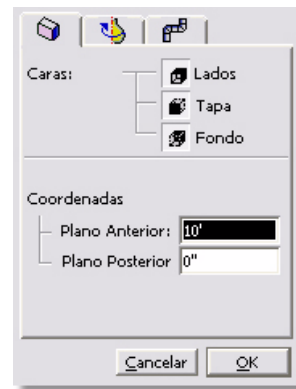 Caras:
Lados
Tapa
Fondo
Coordenadas
Plano Anterior: 10'
Plano Posterior 0"
Cancelar OK